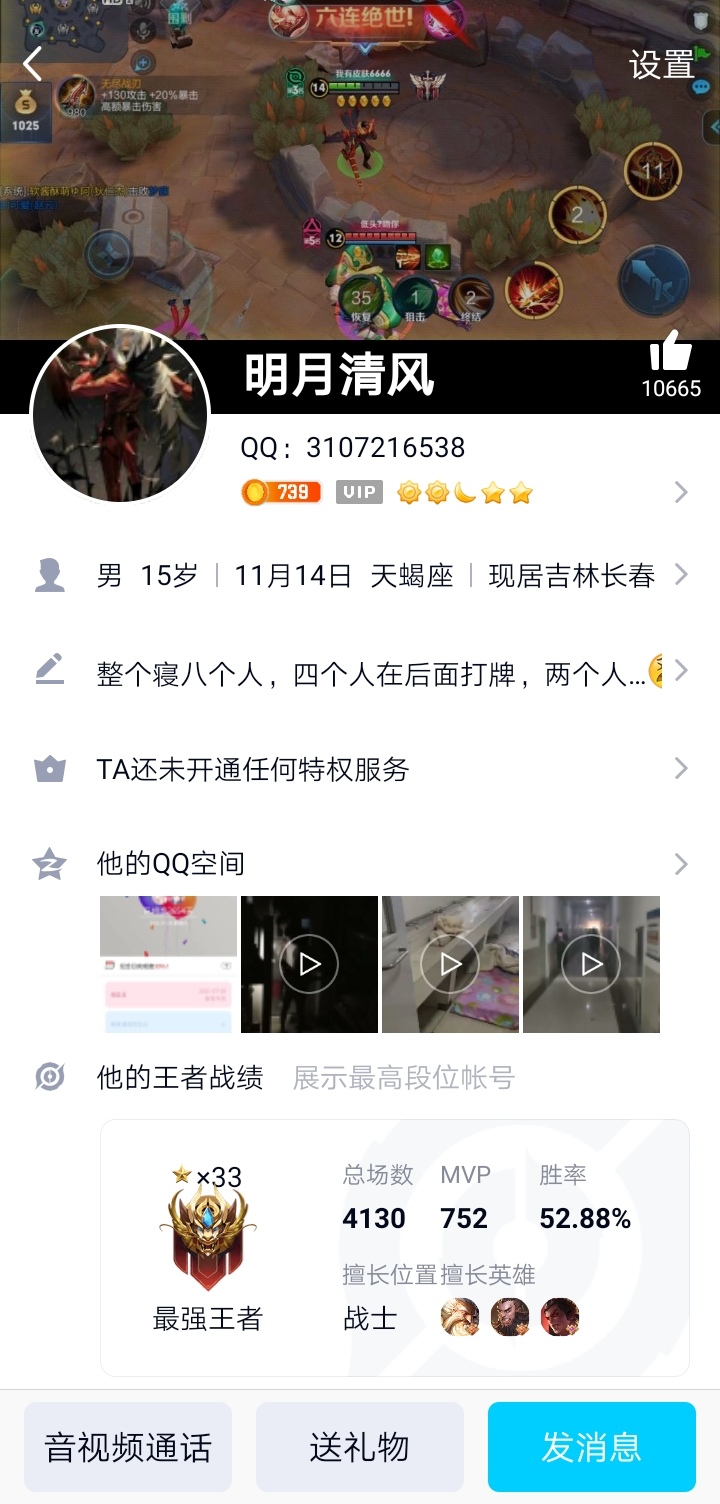 六连绝世!
设置
无尽战刃
+130攻击 +20%暴击
高额暴击伤害
980
1025
第3名
14
我有皮肤6666
11
2
第5名
12
35
恢复
1
狙击
2
终结
明月清风
10665
QQ：3107216538
739
VIP
男 15岁 | 11月14日 天蝎座 | 现居吉林长春
整个寝八个人，四个人在后面打牌，两个人...
TA还未开通任何特权服务
他的QQ空间
他的王者战绩 展示最高段位帐号
×33
总场数 MVP 胜率
4130 752 52.88%
擅长位置 擅长英雄
最强王者
战士
音视频通话 送礼物 发消息